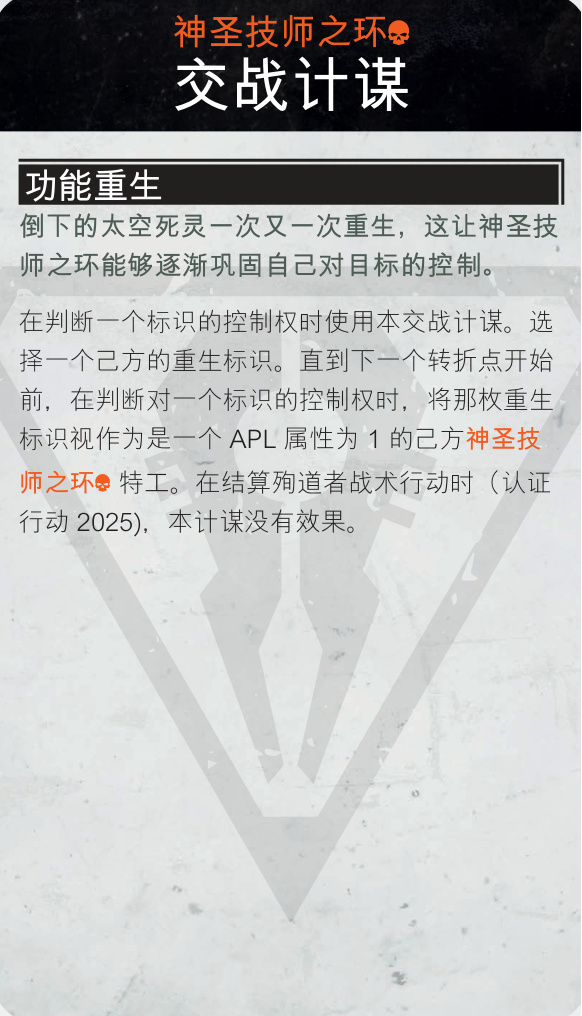 神圣技师之环
交战计谋
功能重生
倒下的太空死灵一次又一次重生，这让神圣技
师之环能够逐渐巩固自己对目标的控制。
在判断一个标识的控制权时使用本交战计谋。选
择一个己方的重生标识。直到下一个转折点开始
前，在判断对一个标识的控制权时，将那枚重生
标识视作为是一个 APL 属性为 1 的己方神圣技
师之环 特工。在结算殉道者战术行动时（认证
行动 2025)，本计谋没有效果。